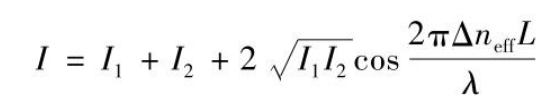 I = I₁ + I₂ + 2 √(I₁I₂) cos (2πΔn_eff L / λ)